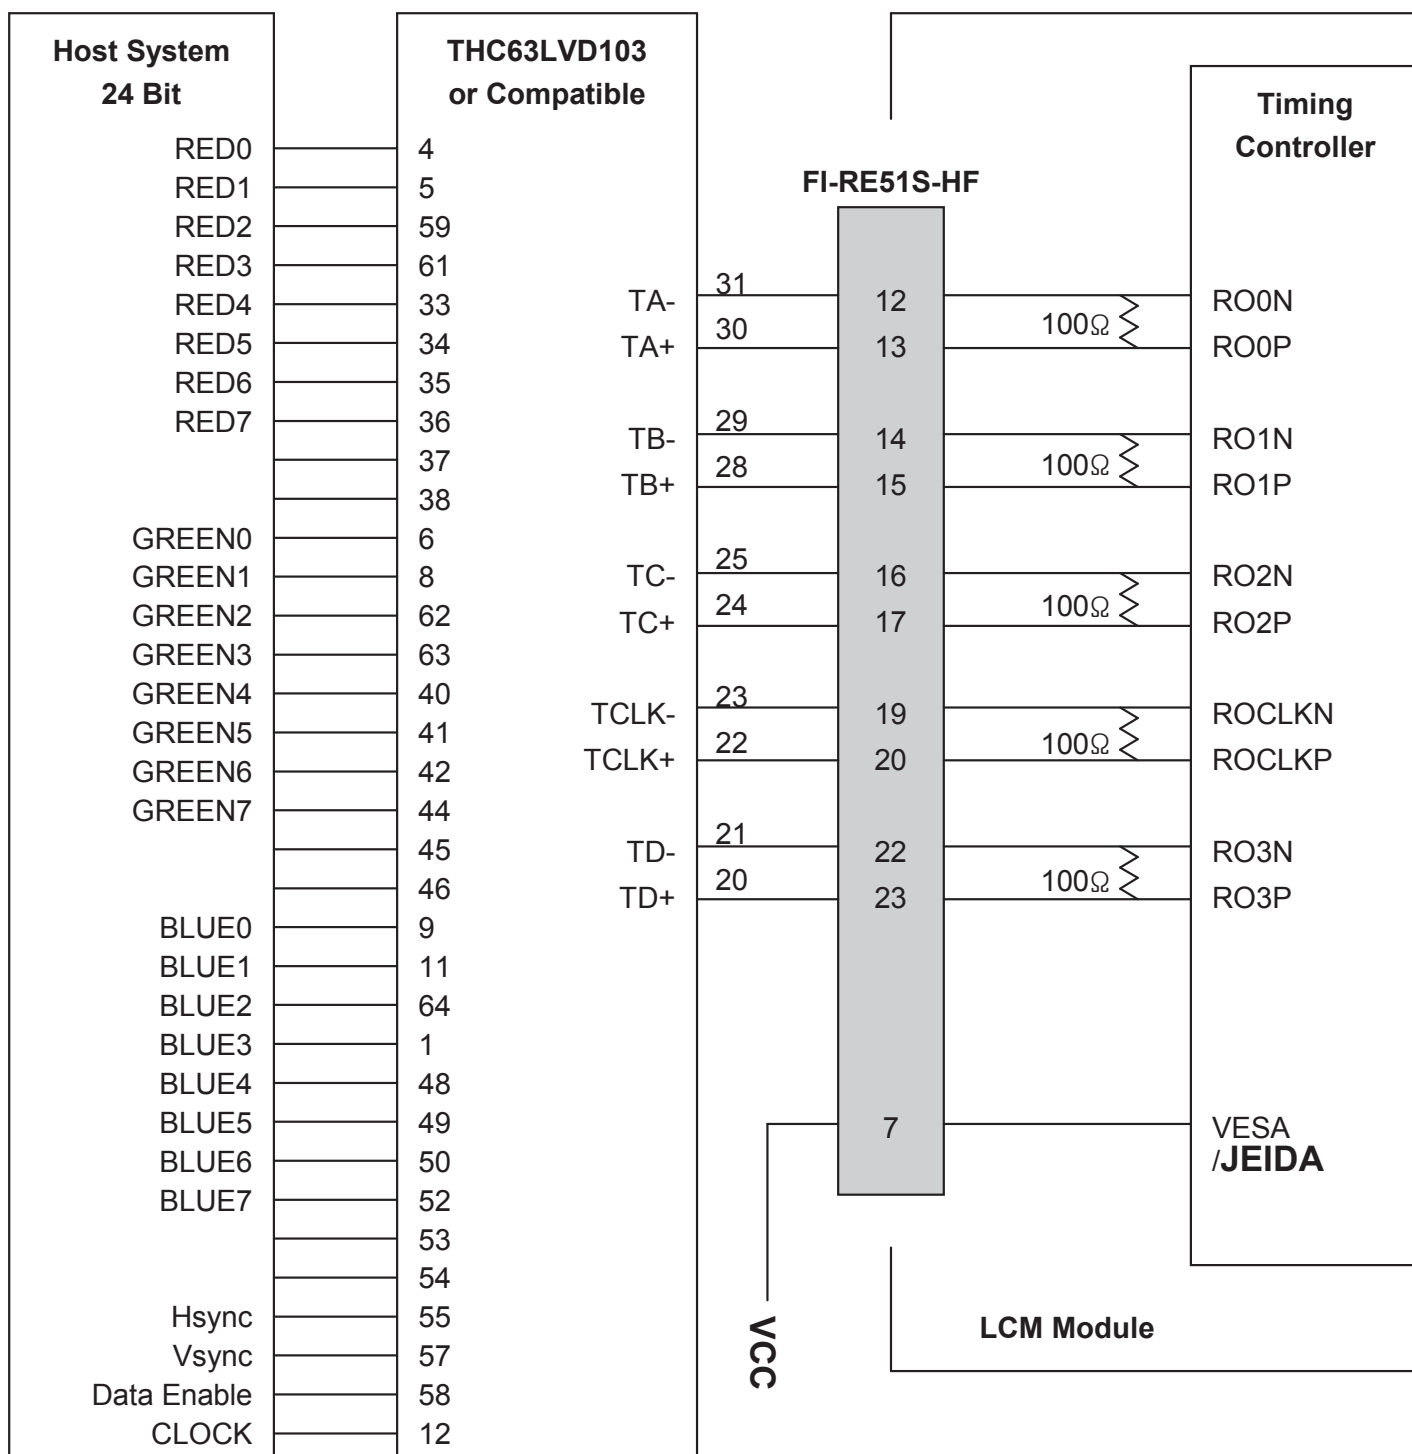 Host System
24 Bit
RED0
RED1
RED2
RED3
RED4
RED5
RED6
RED7
GREEN0
GREEN1
GREEN2
GREEN3
GREEN4
GREEN5
GREEN6
GREEN7
BLUE0
BLUE1
BLUE2
BLUE3
BLUE4
BLUE5
BLUE6
BLUE7
Hsync
Vsync
Data Enable
CLOCK
THC63LVD103
or Compatible
4
5
59
61
33
34
35
36
37
38
6
8
62
63
40
41
42
44
45
46
9
11
64
1
48
49
50
52
53
54
55
57
58
12
TA-
TA+
TB-
TB+
TC-
TC+
TCLK-
TCLK+
TD-
TD+
31
30
29
28
25
24
23
22
21
20
VCC
FI-RE51S-HF
12
13
14
15
16
17
19
20
22
23
7
100Ω
100Ω
100Ω
100Ω
100Ω
Timing
Controller
RO0N
RO0P
RO1N
RO1P
RO2N
RO2P
ROCLKN
ROCLKP
RO3N
RO3P
VESA
/JEIDA
LCM Module